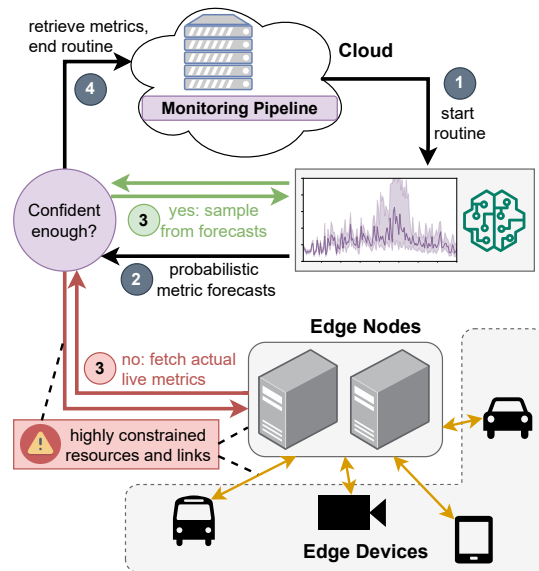 retrieve metrics,
end routine
4
Cloud
Monitoring Pipeline
1
start
routine
Confident
enough?
3
yes: sample
from forecasts
2
probabilistic
metric forecasts
Edge Nodes
3
no: fetch actual
live metrics
highly constrained
resources and links
Edge Devices